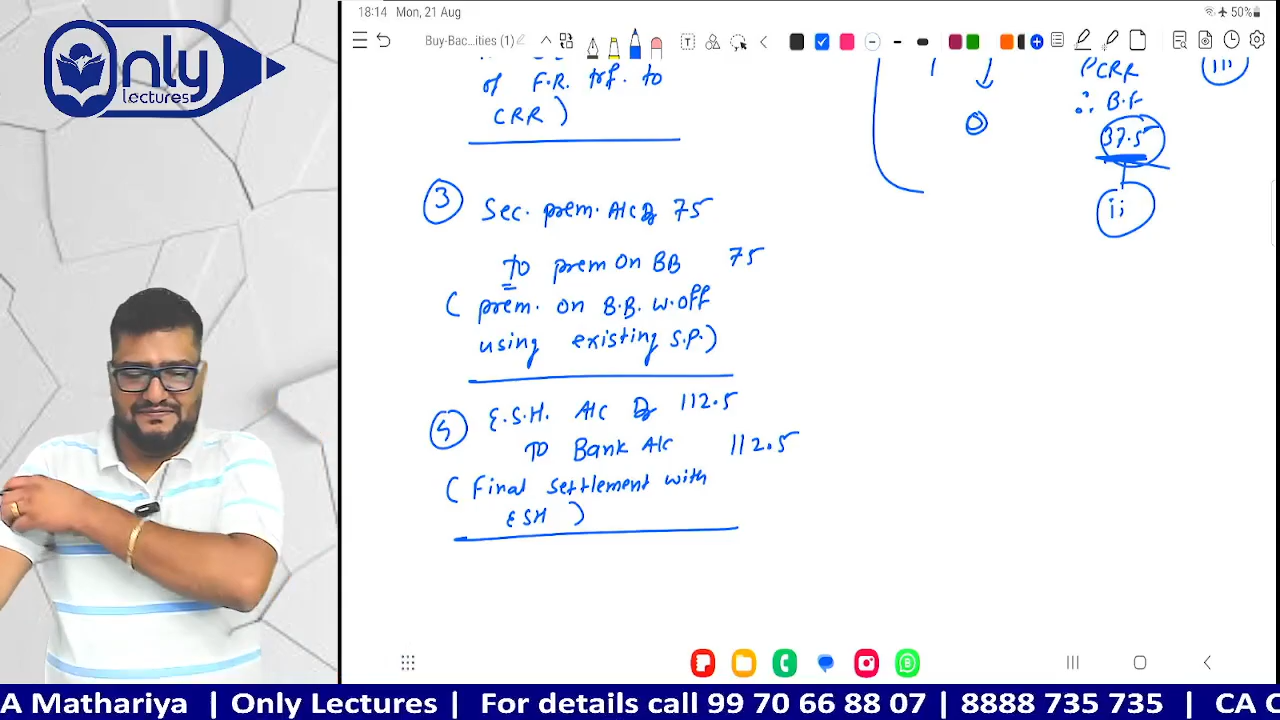 18:14 Mon, 21 Aug
50%
Only
lectures
Buy-Bac...ities (1)
of F.R. trf. to
CRR )
PCRR
iii
∴ B.F
37.5
ii
3 Sec. prem. A/c Dr 75
To prem On BB 75
( prem. on B.B. w.off
using existing S.P.)
E.S.H. A/c Dr 112.5
TO Bank A/c 112.5
( Final Settlement with
ESH )
A Mathariya | Only Lectures | For details call 99 70 66 88 07 | 8888 735 735 | CA C